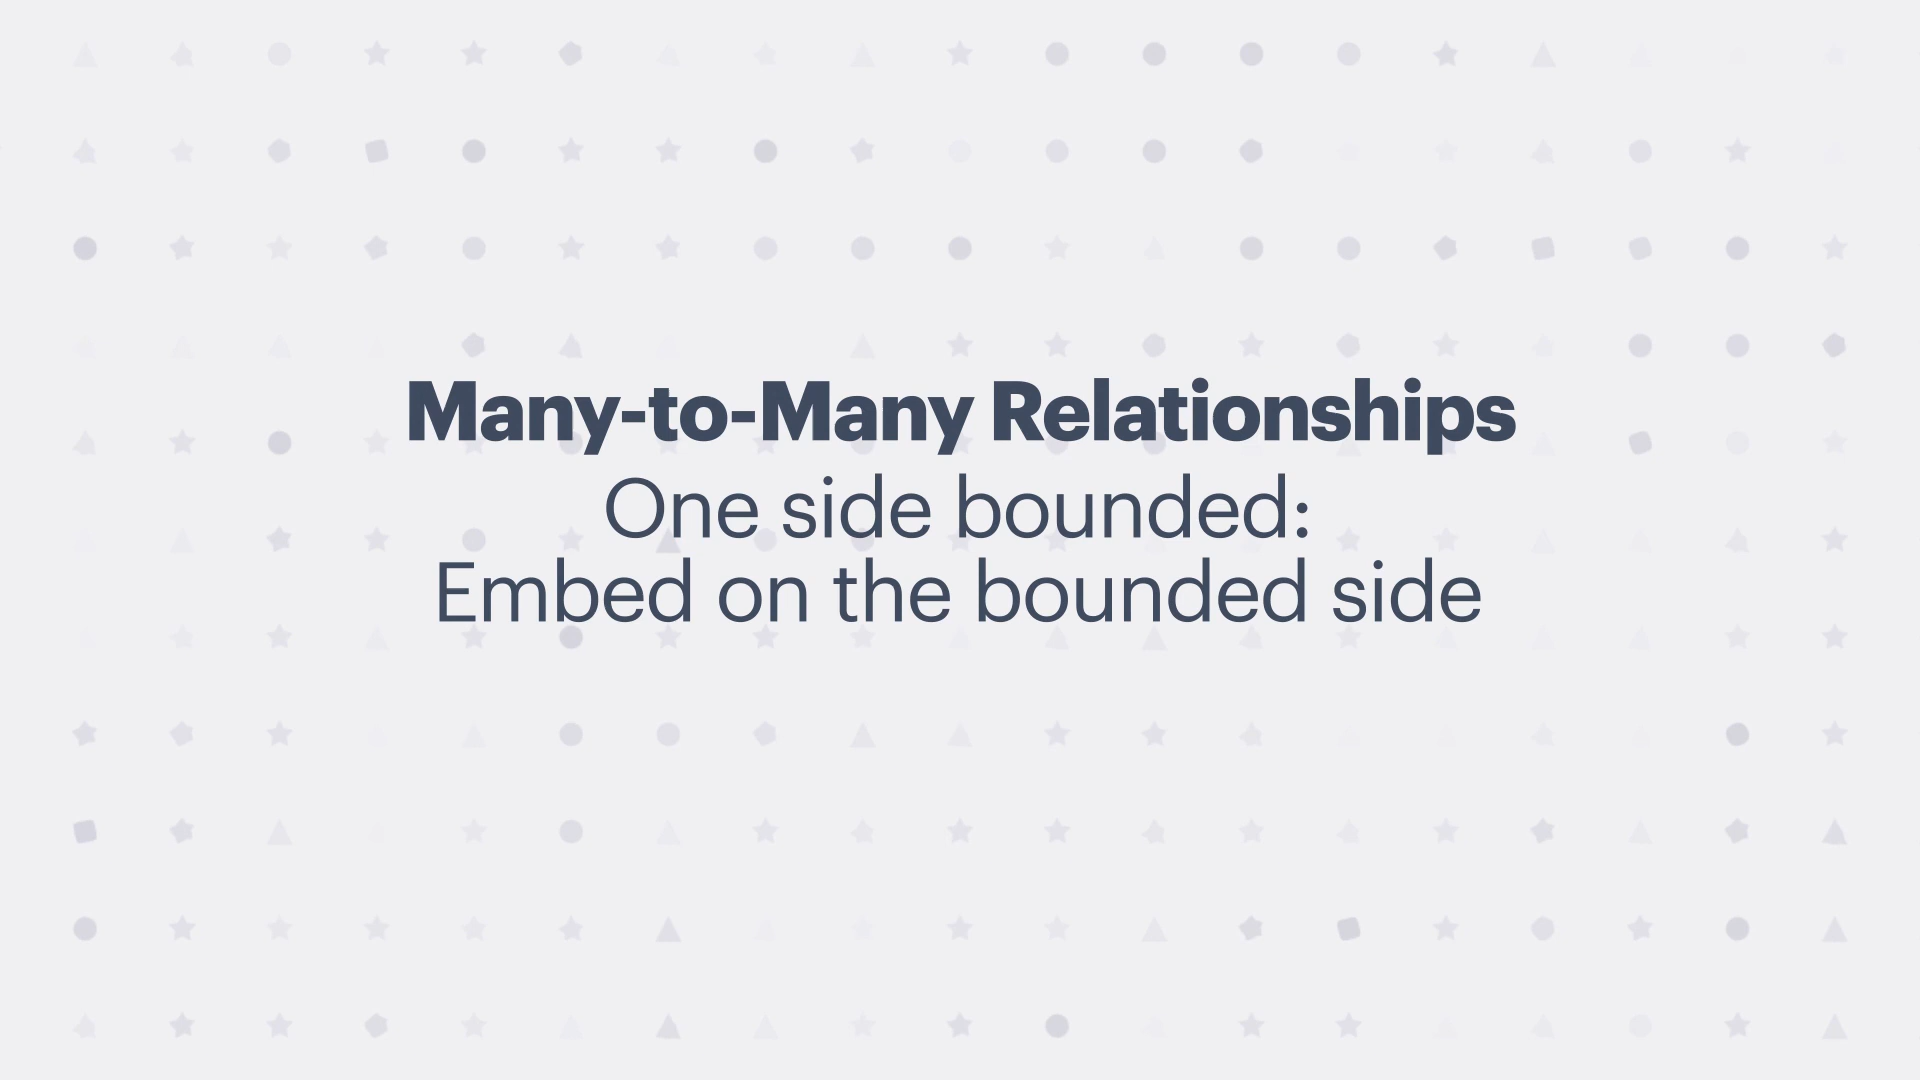 Many-to-Many Relationships
One side bounded:
Embed on the bounded side